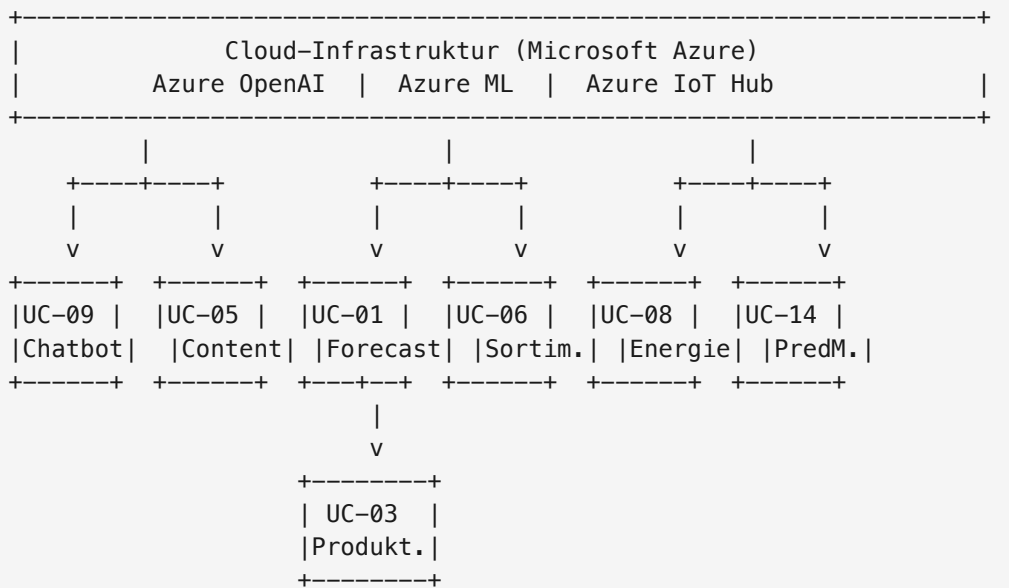 +----------------------------------------------------------------+
| Cloud-Infrastruktur (Microsoft Azure)
| Azure OpenAI | Azure ML | Azure IoT Hub |
+----------------------------------------------------------------+
| | |
+----+----+ +----+----+ +----+----+
| | | | | |
v v v v v v
+------+ +------+ +------+ +------+ +------+ +------+
|UC-09 | |UC-05 | |UC-01 | |UC-06 | |UC-08 | |UC-14 |
|Chatbot| |Content| |Forecast| |Sortim.| |Energie| |PredM.|
+------+ +------+ +---+--+ +------+ +------+ +------+
|
v
+--------+
| UC-03 |
|Produkt.|
+--------+